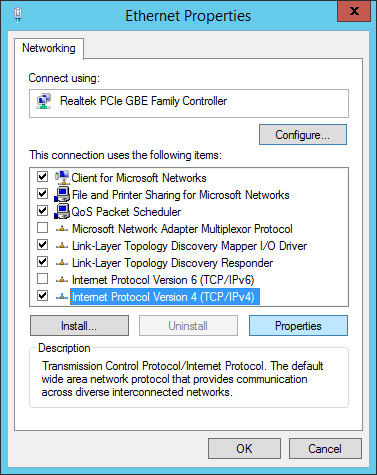 Ethernet Properties
x
Networking
Connect using:
Realtek PCIe GBE Family Controller
Configure...
This connection uses the following items:
Client for Microsoft Networks
File and Printer Sharing for Microsoft Networks
QoS Packet Scheduler
Microsoft Network Adapter Multiplexor Protocol
Link-Layer Topology Discovery Mapper I/O Driver
Link-Layer Topology Discovery Responder
Internet Protocol Version 6 (TCP/IPv6)
Internet Protocol Version 4 (TCP/IPv4)
Install...
Uninstall
Properties
Description
Transmission Control Protocol/Internet Protocol. The default
wide area network protocol that provides communication
across diverse interconnected networks.
OK
Cancel